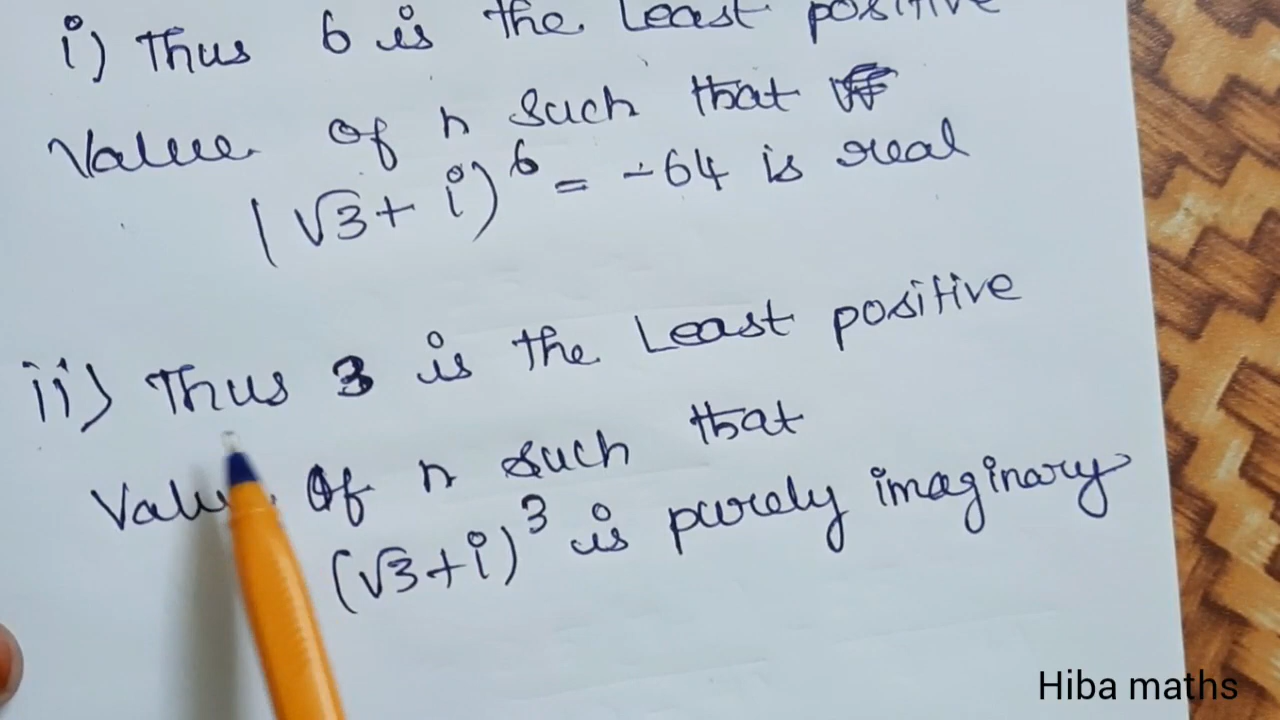 i) Thus 6 is the Least positive
Value of n such that
(√3+ i)⁶ = -64 is real
ii) Thus 3 is the Least positive
Value of n such that
(√3+i)³ is purely imaginary
Hiba maths